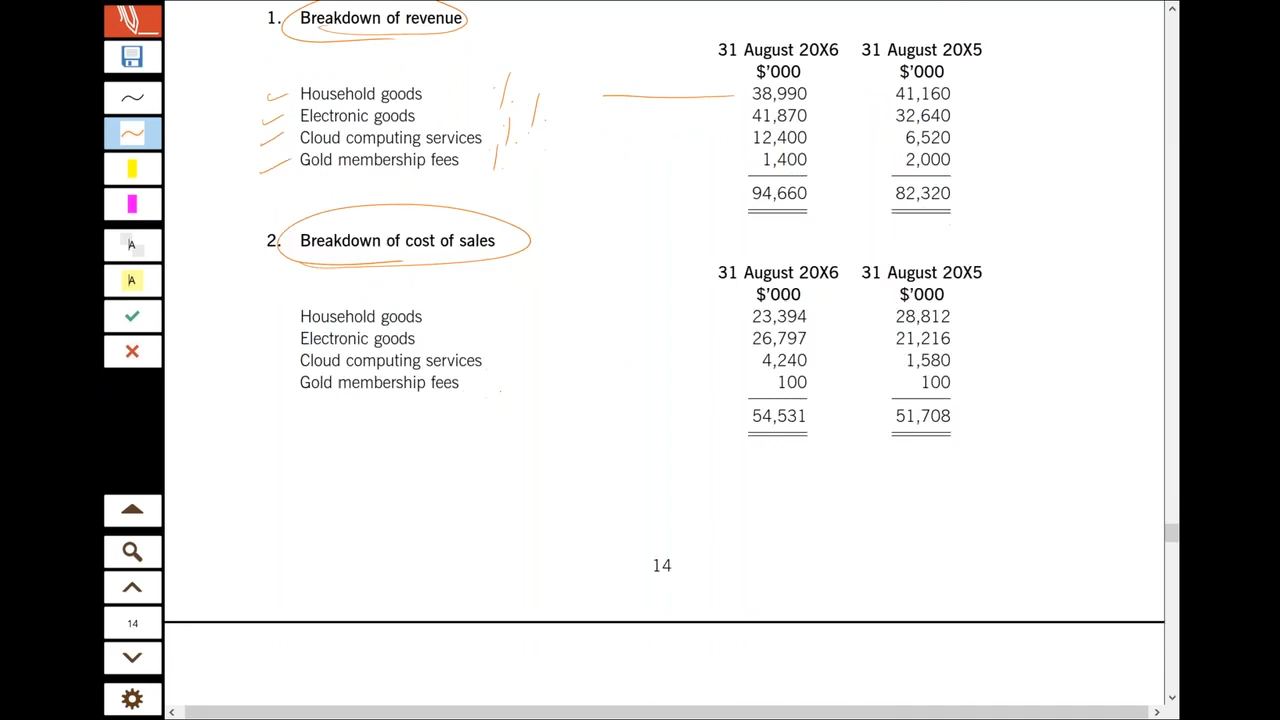 1. Breakdown of revenue
31 August 20X6 31 August 20X5
$'000 $'000
Household goods 38,990 41,160
Electronic goods 41,870 32,640
Cloud computing services 12,400 6,520
Gold membership fees 1,400 2,000
94,660 82,320
2. Breakdown of cost of sales
31 August 20X6 31 August 20X5
$'000 $'000
Household goods 23,394 28,812
Electronic goods 26,797 21,216
Cloud computing services 4,240 1,580
Gold membership fees 100 100
54,531 51,708
14
A
A
14